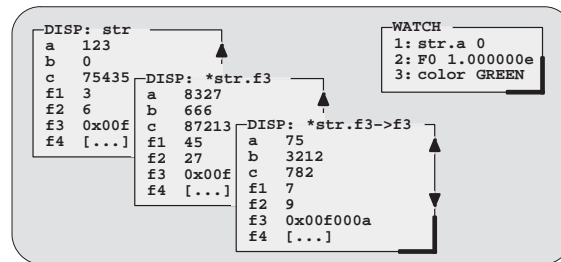 DISP: str
a 123
b 0
c 75435
f1 3
f2 6
f3 0x00f
f4 [...]
DISP: *str.f3
a 8327
b 666
c 87213
f1 45
f2 27
f3 0x00f
f4 [...]
DISP: *str.f3->f3
a 75
b 3212
c 782
f1 7
f2 9
f3 0x00f000a
f4 [...]
WATCH
1: str.a 0
2: F0 1.000000e
3: color GREEN